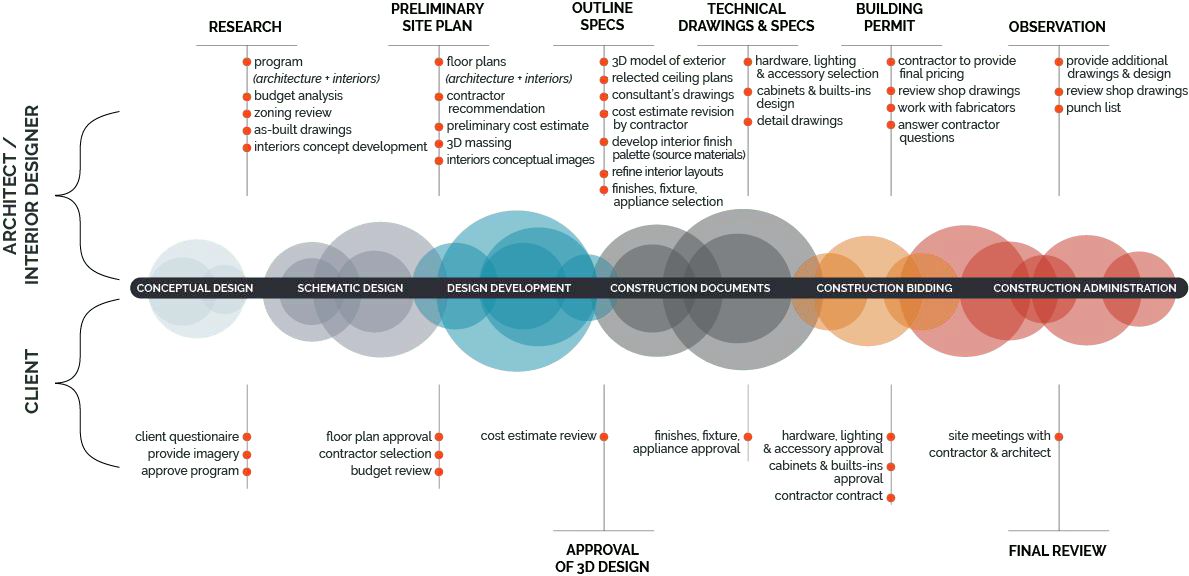 RESEARCH
PRELIMINARY
SITE PLAN
OUTLINE
SPECS
TECHNICAL
DRAWINGS & SPECS
BUILDING
PERMIT
OBSERVATION
ARCHITECT /
INTERIOR DESIGNER
program
(architecture + interiors)
budget analysis
zoning review
as-built drawings
interiors concept development
floor plans
(architecture + interiors)
contractor
recommendation
preliminary cost estimate
3D massing
interiors conceptual images
3D model of exterior
relected ceiling plans
consultant's drawings
cost estimate revision
by contractor
develop interior finish
palette (source materials)
refine interior layouts
finishes, fixture,
appliance selection
hardware, lighting
& accessory selection
cabinets & builts-ins
design
detail drawings
contractor to provide
final pricing
review shop drawings
work with fabricators
answer contractor
questions
provide additional
drawings & design
review shop drawings
punch list
CONCEPTUAL DESIGN
SCHEMATIC DESIGN
DESIGN DEVELOPMENT
CONSTRUCTION DOCUMENTS
CONSTRUCTION BIDDING
CONSTRUCTION ADMINISTRATION
CLIENT
client questionaire
provide imagery
approve program
floor plan approval
contractor selection
budget review
cost estimate review
finishes, fixture,
appliance approval
hardware, lighting
& accessory approval
cabinets & builts-ins
approval
contractor contract
site meetings with
contractor & architect
APPROVAL
OF 3D DESIGN
FINAL REVIEW